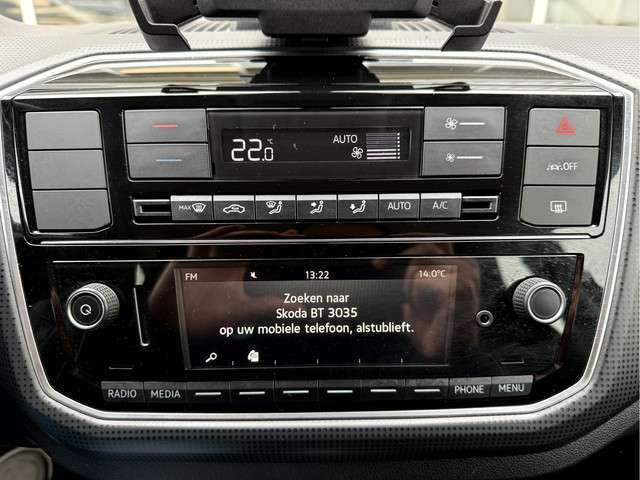 22.0 °C
AUTO
OFF
MAX
AUTO
A/C
FM
13:22
14.0°C
Zoeken naar
Skoda BT 3035
op uw mobiele telefoon, alstublieft.
RADIO
MEDIA
PHONE
MENU